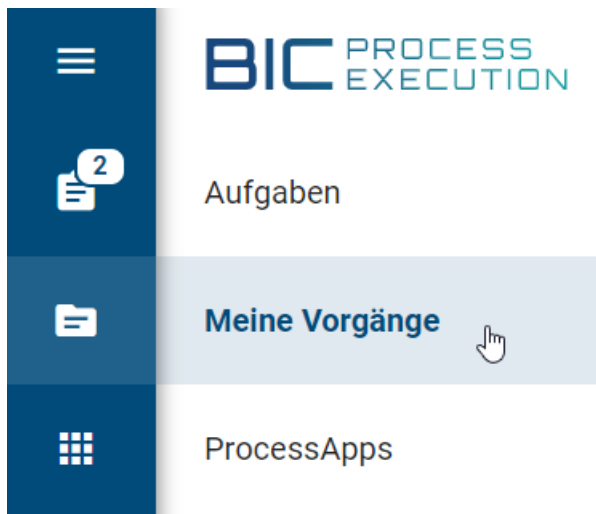 BIC PROCESS
EXECUTION
2
Aufgaben
Meine Vorgänge
ProcessApps